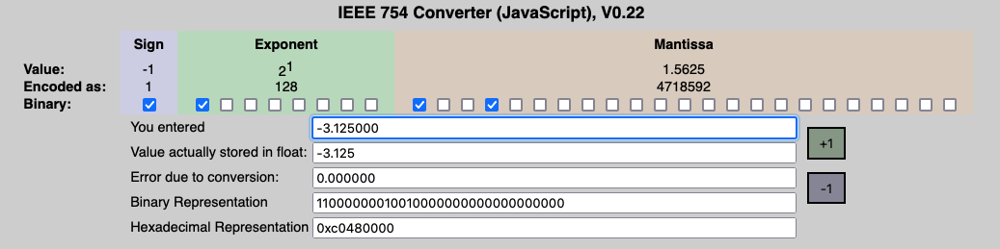 IEEE 754 Converter (JavaScript), V0.22
Sign Exponent Mantissa
Value: -1 2^1 1.5625
Encoded as: 1 128 4718592
Binary:
You entered -3.125000
Value actually stored in float: -3.125
+1
Error due to conversion: 0.000000
-1
Binary Representation 11000000010010000000000000000000
Hexadecimal Representation 0xc0480000